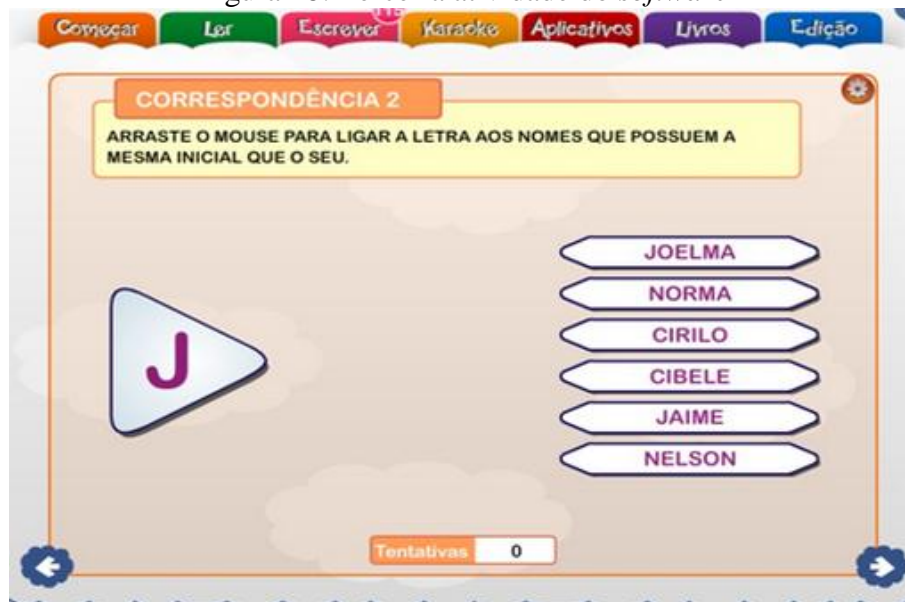 Começar Ler Escrever Karaoke Aplicativos Livros Edição
CORRESPONDÊNCIA 2
ARRASTE O MOUSE PARA LIGAR A LETRA AOS NOMES QUE POSSUEM A
MESMA INICIAL QUE O SEU.
J
JOELMA
NORMA
CIRILO
CIBELE
JAIME
NELSON
Tentativas 0